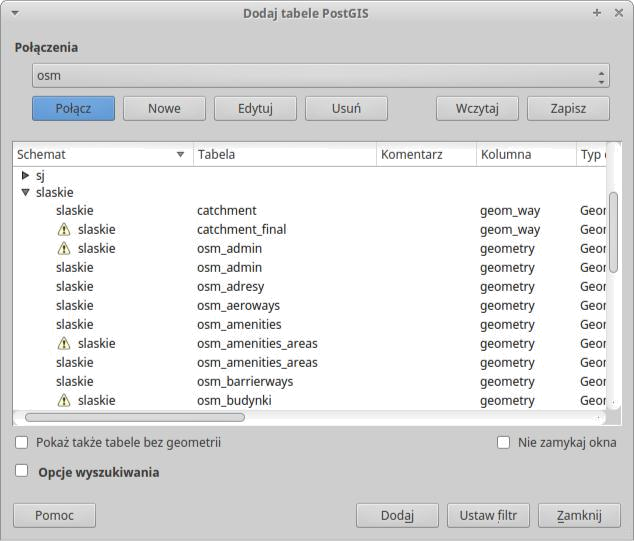 Dodaj tabele PostGIS
Połączenia
osm
Połącz Nowe Edytuj Usuń Wczytaj Zapisz
Schemat Tabela Komentarz Kolumna Typ
sj
slaskie
slaskie catchment geom_way Geor
slaskie catchment_final geom_way Geor
slaskie osm_admin geometry Geor
slaskie osm_admin geometry Geor
slaskie osm_adresy geometry Geor
slaskie osm_aeroways geometry Geor
slaskie osm_amenities geometry Geor
slaskie osm_amenities_areas geometry Geor
slaskie osm_amenities_areas geometry Geor
slaskie osm_barrierways geometry Geor
slaskie osm_budynki geometry Geor
Pokaż także tabele bez geometrii Nie zamykaj okna
Opcje wyszukiwania
Pomoc Dodaj Ustaw filtr Zamknij